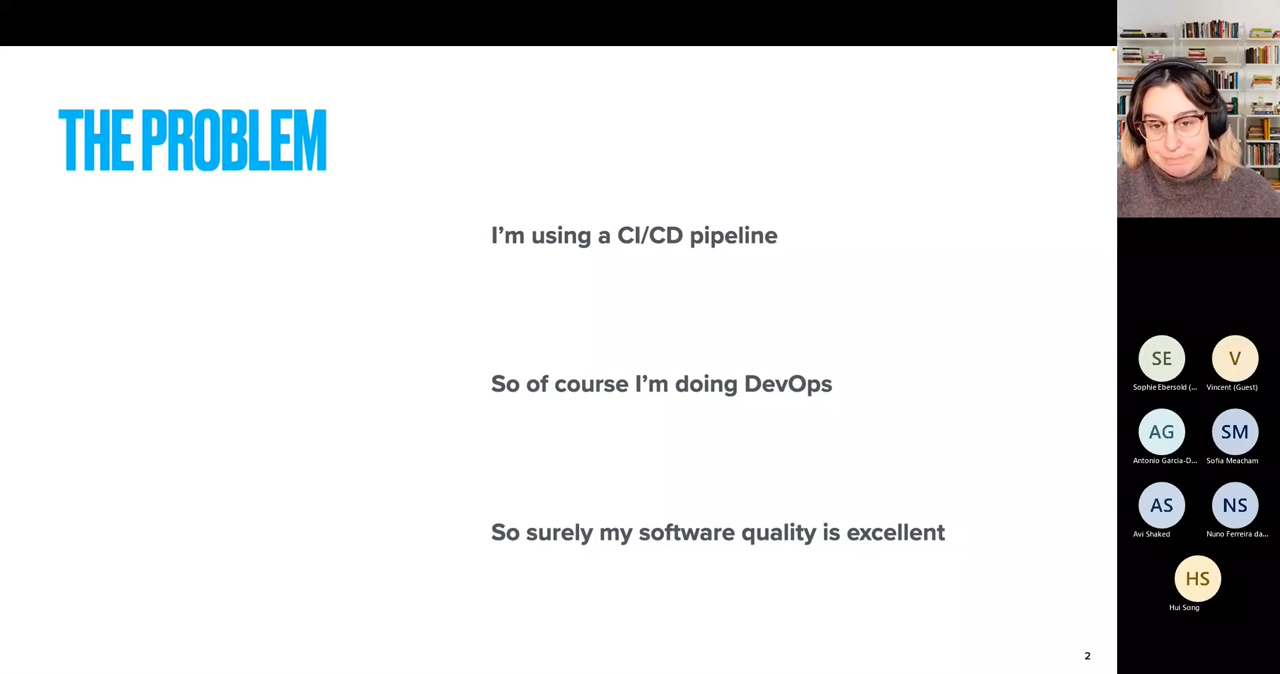 THE PROBLEM
I'm using a CI/CD pipeline
So of course I'm doing DevOps
So surely my software quality is excellent
2
SE
V
Sophie Ebersold (...
Vincent (Guest)
AG
SM
Antonio Garcia-D...
Sofia Meacham
AS
NS
Avi Shaked
Nuno Ferreira da...
HS
Hui Song